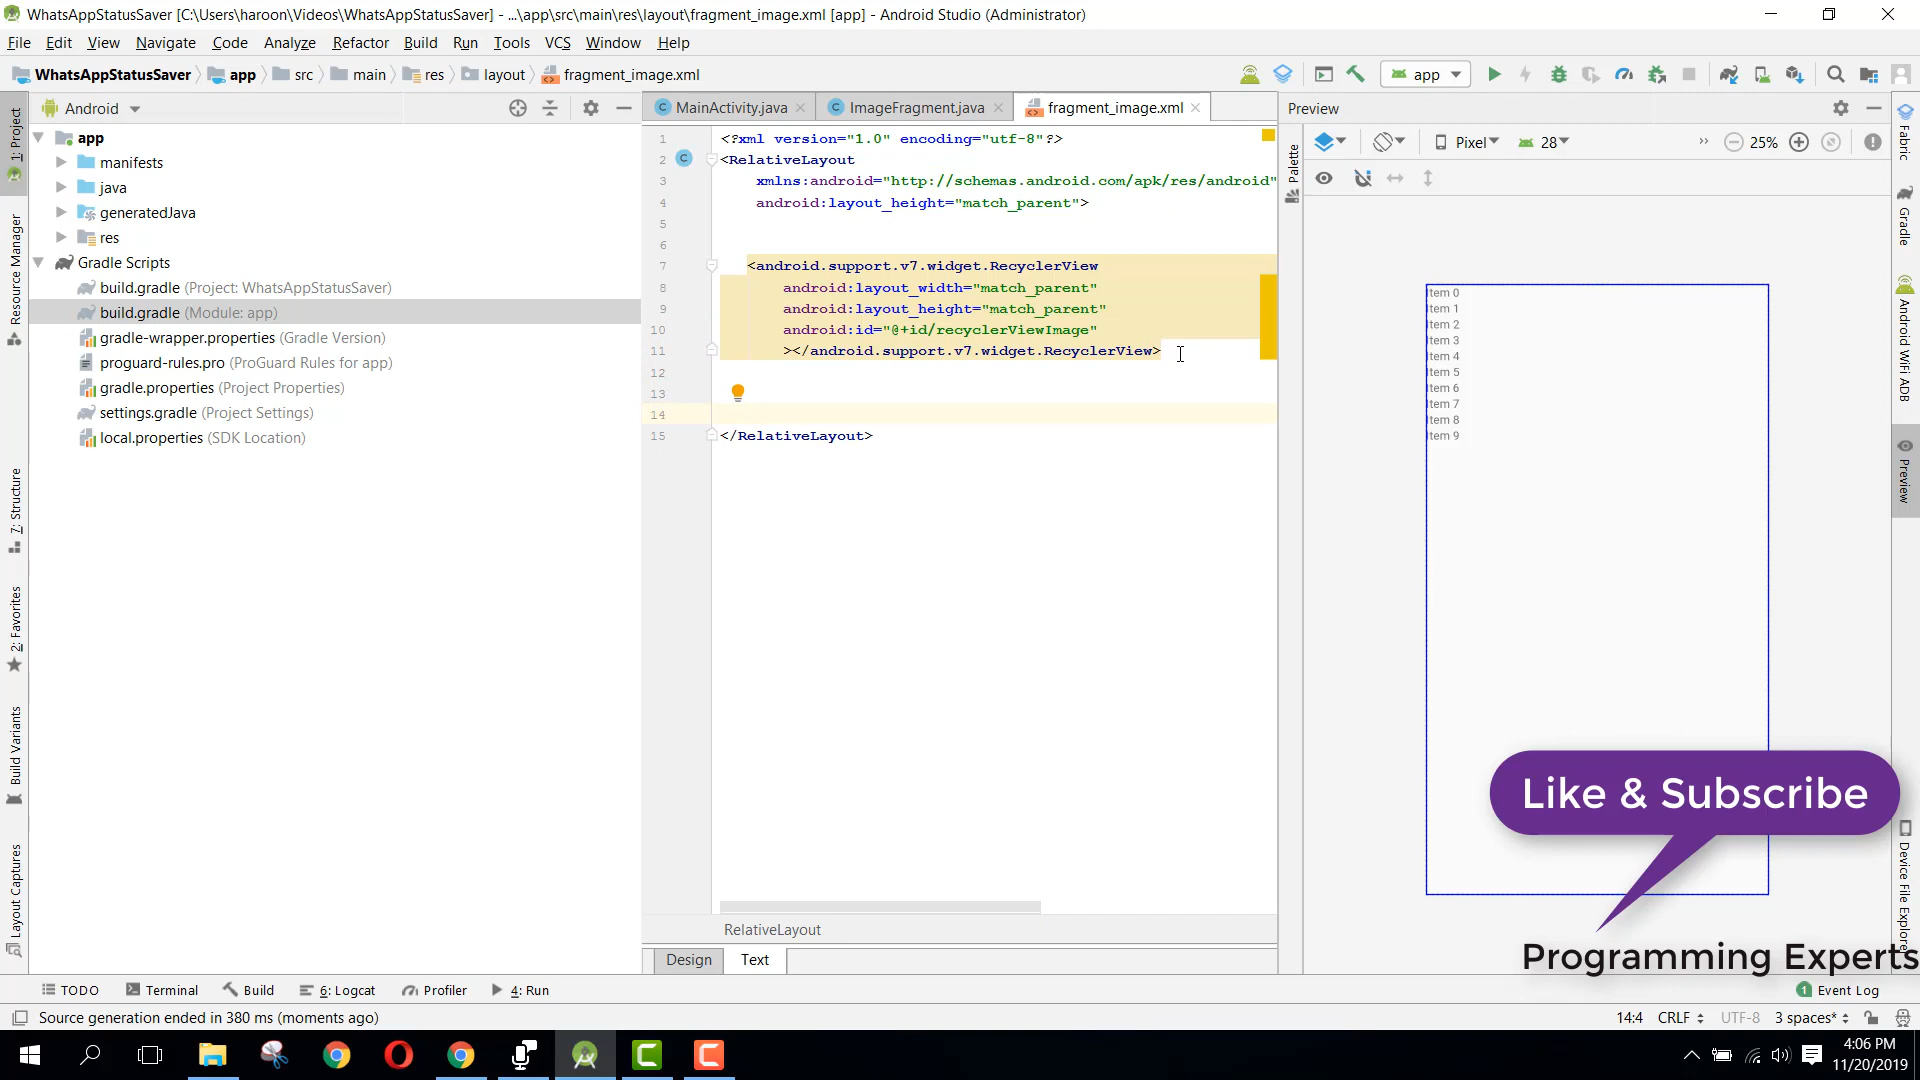 WhatsAppStatusSaver [C:\Users\haroon\Videos\WhatsAppStatusSaver] - ...\app\src\main\res\layout\fragment_image.xml [app] - Android Studio (Administrator)
File Edit View Navigate Code Analyze Refactor Build Run Tools VCS Window Help
WhatsAppStatusSaver app src main res layout fragment_image.xml
app
Android
MainActivity.java ImageFragment.java fragment_image.xml
Preview
Pixel 28 25%
1: Project
Resource Manager
7: Structure
2: Favorites
Build Variants
Layout Captures
app
manifests
java
generatedJava
res
Gradle Scripts
build.gradle (Project: WhatsAppStatusSaver)
build.gradle (Module: app)
gradle-wrapper.properties (Gradle Version)
proguard-rules.pro (ProGuard Rules for app)
gradle.properties (Project Properties)
settings.gradle (Project Settings)
local.properties (SDK Location)
1 <?xml version="1.0" encoding="utf-8"?>
2 <RelativeLayout
3 xmlns:android="http://schemas.android.com/apk/res/android"
4 android:layout_height="match_parent">
5
6
7 <android.support.v7.widget.RecyclerView
8 android:layout_width="match_parent"
9 android:layout_height="match_parent"
10 android:id="@+id/recyclerViewImage"
11 ></android.support.v7.widget.RecyclerView>
12
13
14
15 </RelativeLayout>
RelativeLayout
Design Text
Palette
Item 0
Item 1
Item 2
Item 3
Item 4
Item 5
Item 6
Item 7
Item 8
Item 9
Like & Subscribe
Programming Experts
Fabric
Gradle
Android WiFi ADB
Preview
Device File Explorer
TODO Terminal Build 6: Logcat Profiler 4: Run
1 Event Log
Source generation ended in 380 ms (moments ago)
14:4 CRLF UTF-8 3 spaces*
4:06 PM
11/20/2019